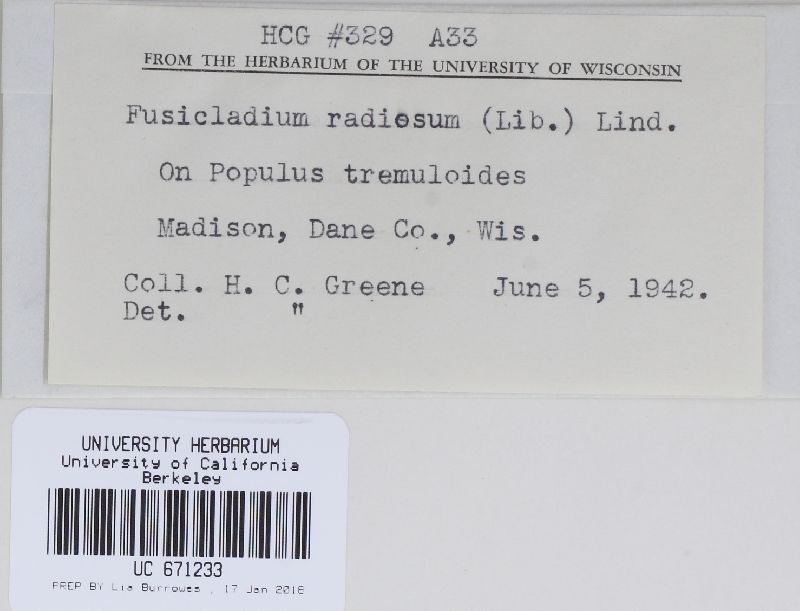 HCG #329 A33
FROM THE HERBARIUM OF THE UNIVERSITY OF WISCONSIN
Fusicladium radiosum (Lib.) Lind.
On Populus tremuloides
Madison, Dane Co., Wis.
Coll. H. C. Greene June 5, 1942.
Det. "
UNIVERSITY HERBARIUM
University of California
Berkeley
UC 671233
PREP BY Lia Burrowes , 17 Jan 2016